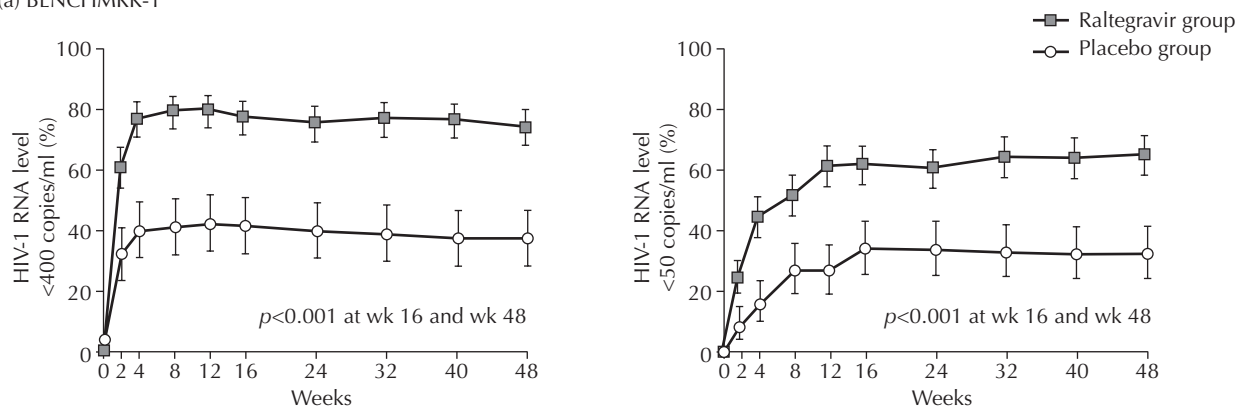 (a) BENCHMRK-1
Raltegravir group
Placebo group
100
80
60
40
20
0
HIV-1 RNA level
<400 copies/ml (%)
p<0.001 at wk 16 and wk 48
0 2 4 8 12 16 24 32 40 48
Weeks
100
80
60
40
20
0
HIV-1 RNA level
<50 copies/ml (%)
p<0.001 at wk 16 and wk 48
0 2 4 8 12 16 24 32 40 48
Weeks